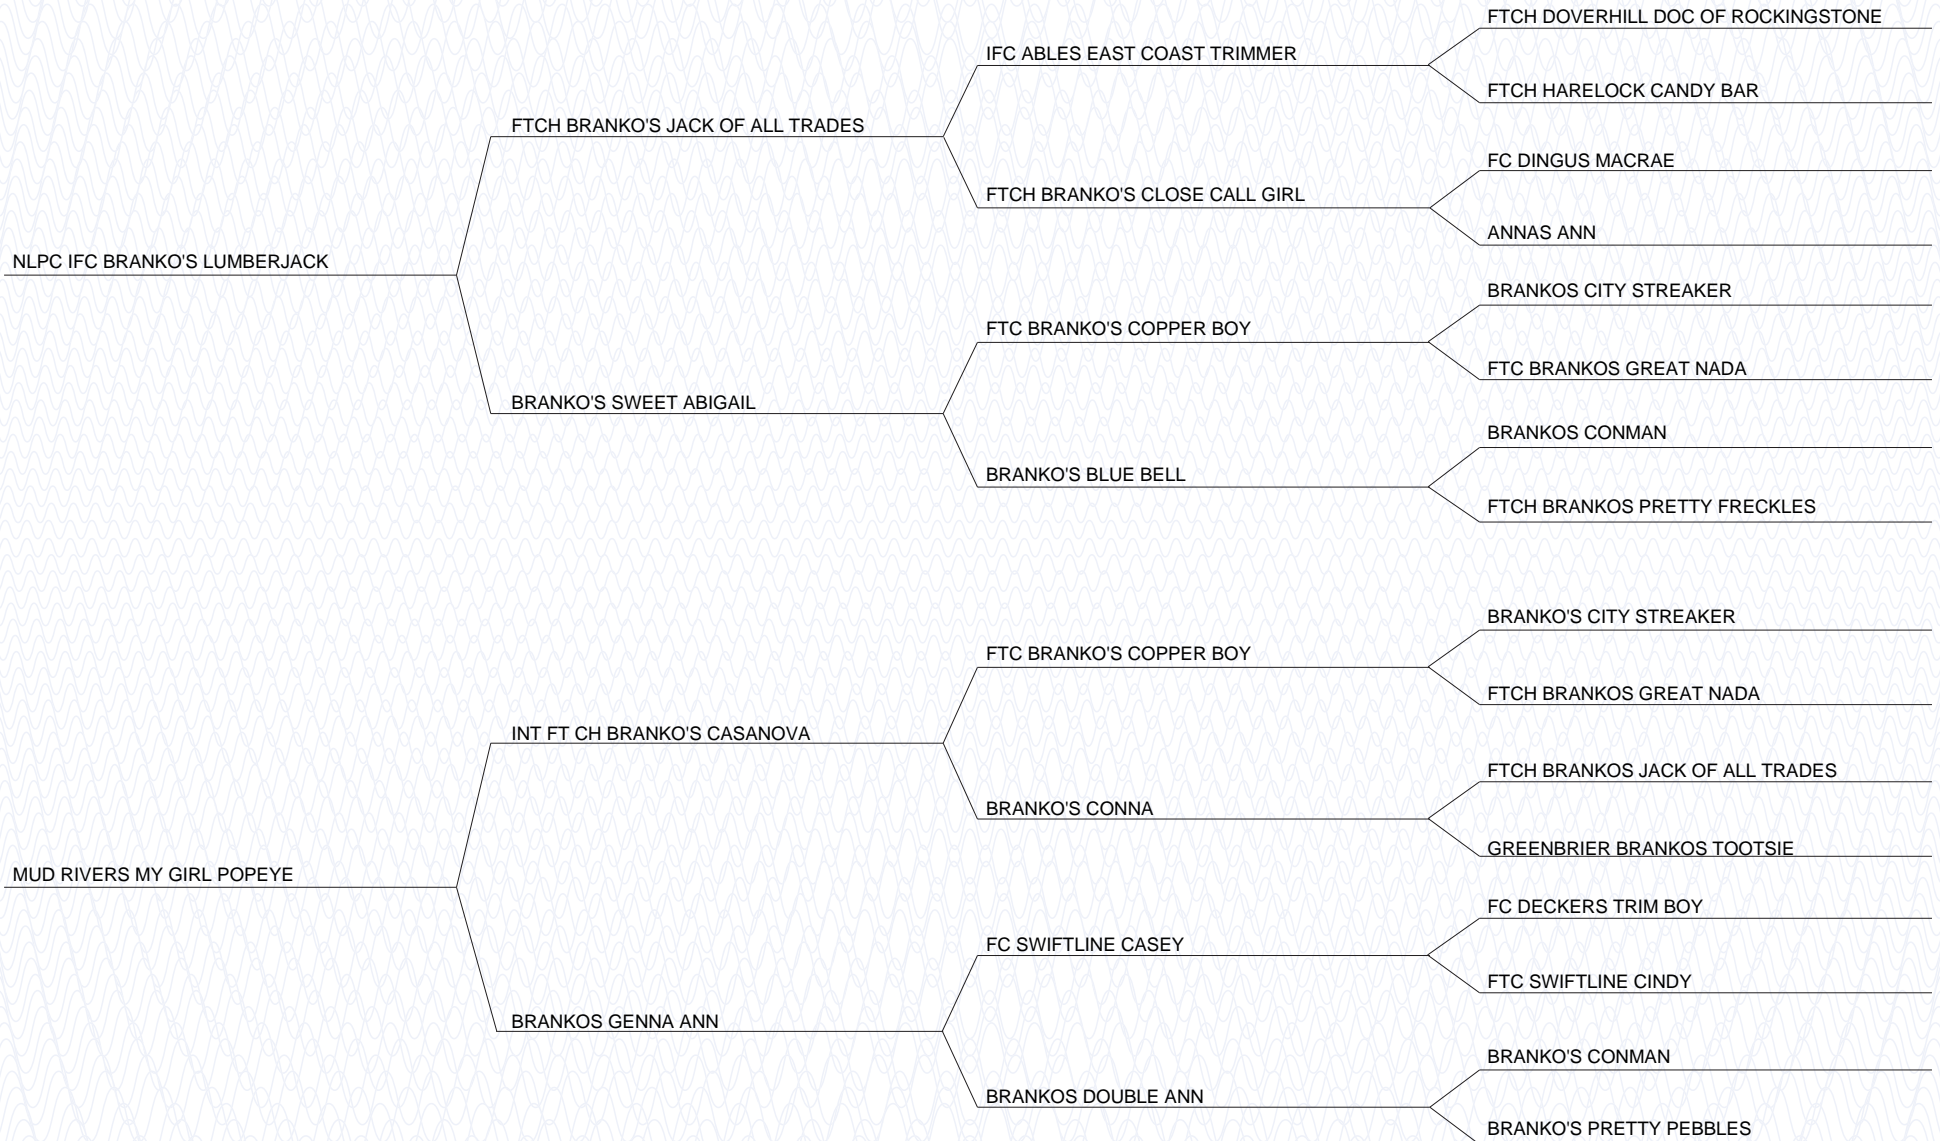 FTCH DOVERHILL DOC OF ROCKINGSTONE
IFC ABLES EAST COAST TRIMMER
FTCH HARELOCK CANDY BAR
FTCH BRANKO'S JACK OF ALL TRADES
FC DINGUS MACRAE
FTCH BRANKO'S CLOSE CALL GIRL
ANNAS ANN
NLPC IFC BRANKO'S LUMBERJACK
BRANKOS CITY STREAKER
FTC BRANKO'S COPPER BOY
FTC BRANKOS GREAT NADA
BRANKO'S SWEET ABIGAIL
BRANKOS CONMAN
BRANKO'S BLUE BELL
FTCH BRANKOS PRETTY FRECKLES
BRANKO'S CITY STREAKER
FTC BRANKO'S COPPER BOY
FTCH BRANKOS GREAT NADA
INT FT CH BRANKO'S CASANOVA
FTCH BRANKOS JACK OF ALL TRADES
BRANKO'S CONNA
GREENBRIER BRANKOS TOOTSIE
MUD RIVERS MY GIRL POPEYE
FC DECKERS TRIM BOY
FC SWIFTLINE CASEY
FTC SWIFTLINE CINDY
BRANKOS GENNA ANN
BRANKO'S CONMAN
BRANKOS DOUBLE ANN
BRANKO'S PRETTY PEBBLES